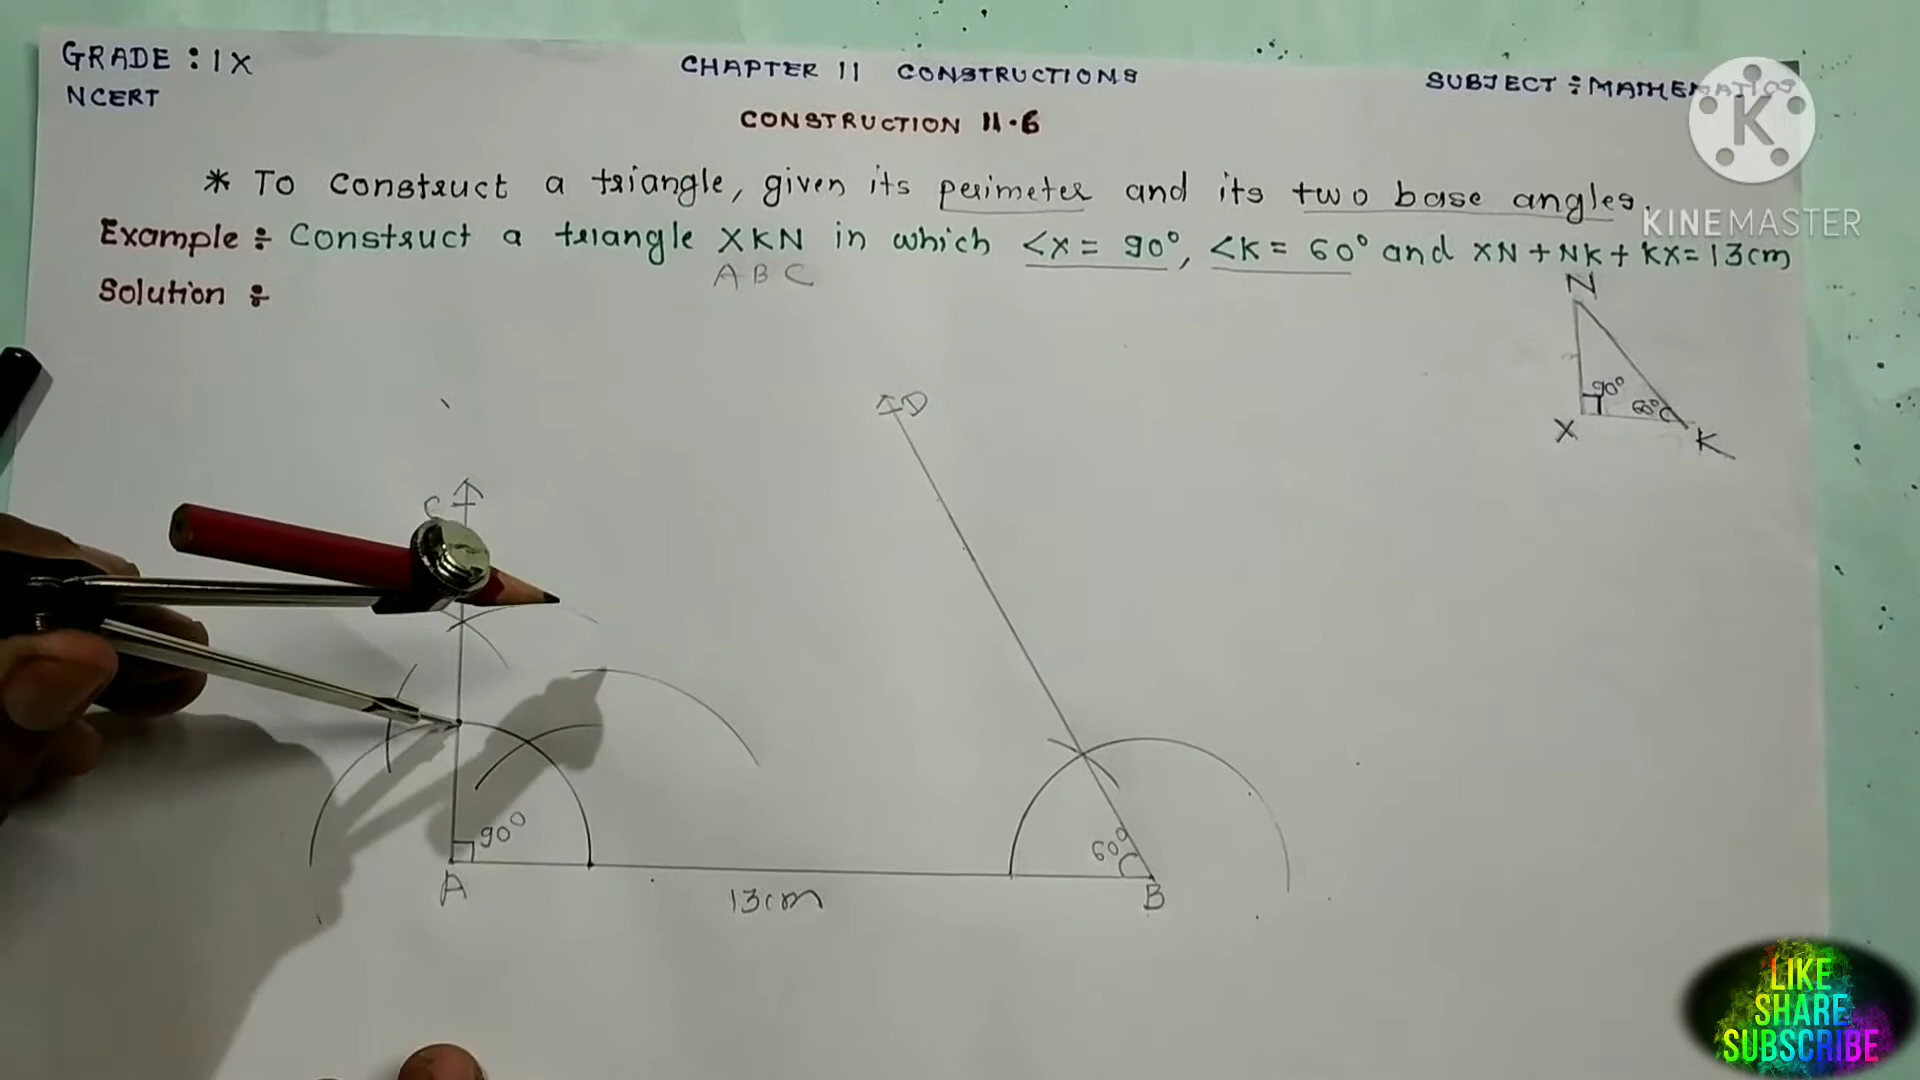 GRADE : IX
NCERT
CHAPTER 11 CONSTRUCTIONS
SUBJECT ÷ MATHEMATICS
CONSTRUCTION 11.6
* To construct a triangle, given its perimeter and its two base angles.
Example ÷ Construct a triangle XKN in which <X = 90°, <K = 60° and XN + NK + KX = 13cm
A B C
Solution ÷
K
KINEMASTER
N
90°
60°
X
K
D
C
90°
60°
A
13cm
B
LIKE
SHARE
SUBSCRIBE